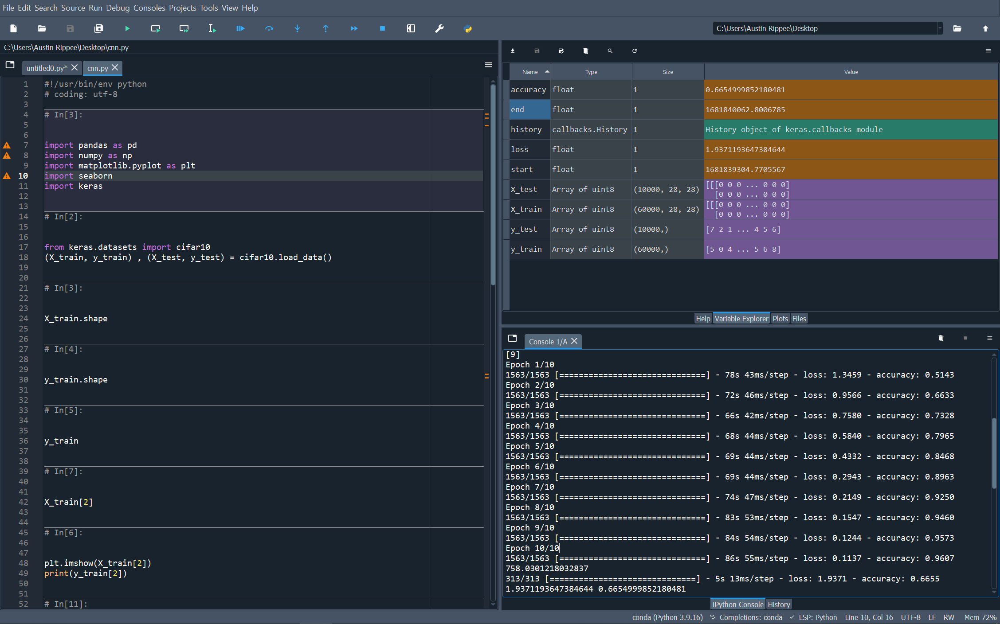 File Edit Search Source Run Debug Consoles Projects Tools View Help
C:\Users\Austin Rippee\Desktop
C:\Users\Austin Rippee\Desktop\cnn.py
untitled0.py*
cnn.py
1 #!/usr/bin/env python
2 # coding: utf-8
3
4 # In[3]:
5
6
7 import pandas as pd
8 import numpy as np
9 import matplotlib.pyplot as plt
10 import seaborn
11 import keras
12
13
14 # In[2]:
15
16
17 from keras.datasets import cifar10
18 (X_train, y_train) , (X_test, y_test) = cifar10.load_data()
19
20
21 # In[3]:
22
23
24 X_train.shape
25
26
27 # In[4]:
28
29
30 y_train.shape
31
32
33 # In[5]:
34
35
36 y_train
37
38
39 # In[7]:
40
41
42 X_train[2]
43
44
45 # In[6]:
46
47
48 plt.imshow(X_train[2])
49 print(y_train[2])
50
51
52 # In[11]:
Name Type Size Value
accuracy float 1 0.6654999852180481
end float 1 1681840062.8006785
history callbacks.History 1 History object of keras.callbacks module
loss float 1 1.9371193647384644
start float 1 1681839304.7705567
X_test Array of uint8 (10000, 28, 28) [[[0 0 0 ... 0 0 0]
[0 0 0 ... 0 0 0]
X_train Array of uint8 (60000, 28, 28) [[[0 0 0 ... 0 0 0]
[0 0 0 ... 0 0 0]
y_test Array of uint8 (10000,) [7 2 1 ... 4 5 6]
y_train Array of uint8 (60000,) [5 0 4 ... 5 6 8]
Help Variable Explorer Plots Files
Console 1/A
[9]
Epoch 1/10
1563/1563 [==============================] - 78s 43ms/step - loss: 1.3459 - accuracy: 0.5143
Epoch 2/10
1563/1563 [==============================] - 72s 46ms/step - loss: 0.9566 - accuracy: 0.6633
Epoch 3/10
1563/1563 [==============================] - 66s 42ms/step - loss: 0.7580 - accuracy: 0.7328
Epoch 4/10
1563/1563 [==============================] - 68s 44ms/step - loss: 0.5840 - accuracy: 0.7965
Epoch 5/10
1563/1563 [==============================] - 69s 44ms/step - loss: 0.4332 - accuracy: 0.8468
Epoch 6/10
1563/1563 [==============================] - 69s 44ms/step - loss: 0.2943 - accuracy: 0.8963
Epoch 7/10
1563/1563 [==============================] - 74s 47ms/step - loss: 0.2149 - accuracy: 0.9250
Epoch 8/10
1563/1563 [==============================] - 83s 53ms/step - loss: 0.1547 - accuracy: 0.9460
Epoch 9/10
1563/1563 [==============================] - 84s 54ms/step - loss: 0.1244 - accuracy: 0.9573
Epoch 10/10
1563/1563 [==============================] - 86s 55ms/step - loss: 0.1137 - accuracy: 0.9607
758.0301218032837
313/313 [==============================] - 5s 13ms/step - loss: 1.9371 - accuracy: 0.6655
1.9371193647384644 0.6654999852180481
IPython Console History
conda (Python 3.9.16) Completions: conda LSP: Python Line 10, Col 16 UTF-8 LF RW Mem 72%